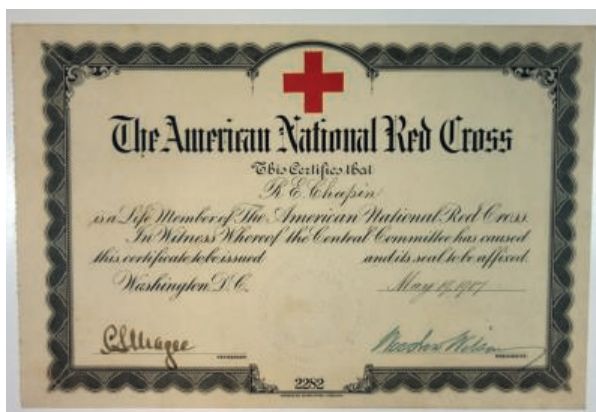 The American National Red Cross
This Certifies that
R. E. Chapin
is a Life Member of The American National Red Cross.
In Witness Whereof the Central Committee has caused
this certificate to be issued and its seal to be affixed.
Washington, D.C. May 19, 1917
C S Magee Woodrow Wilson
PRESIDENT
2282